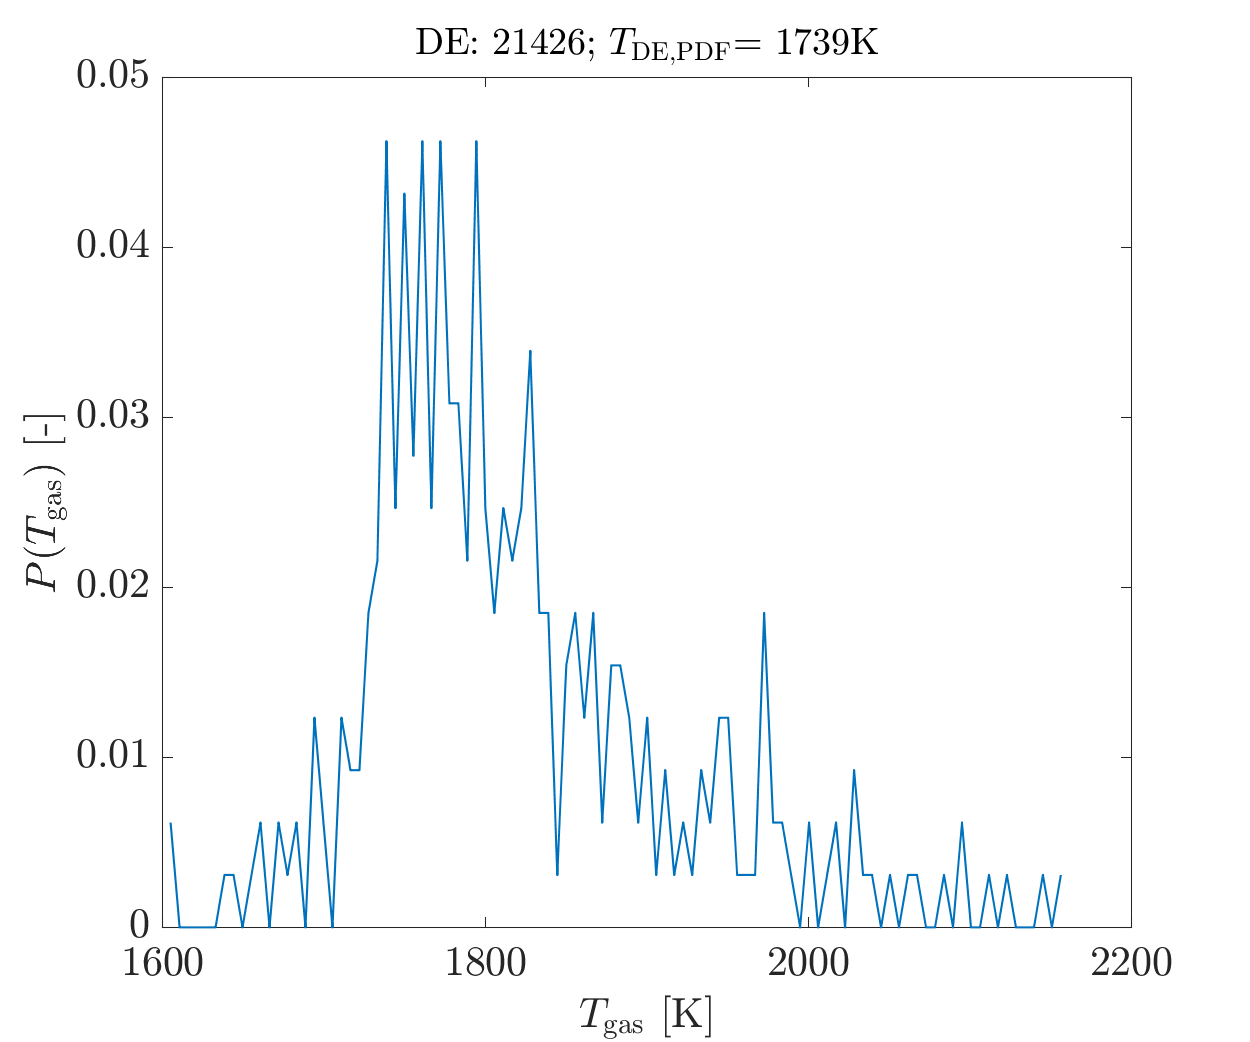 DE: 21426; T_DE,PDF= 1739K
0.05
0.04
0.03
0.02
0.01
0
P(T_gas) [-]
1600 1800 2000 2200
T_gas [K]